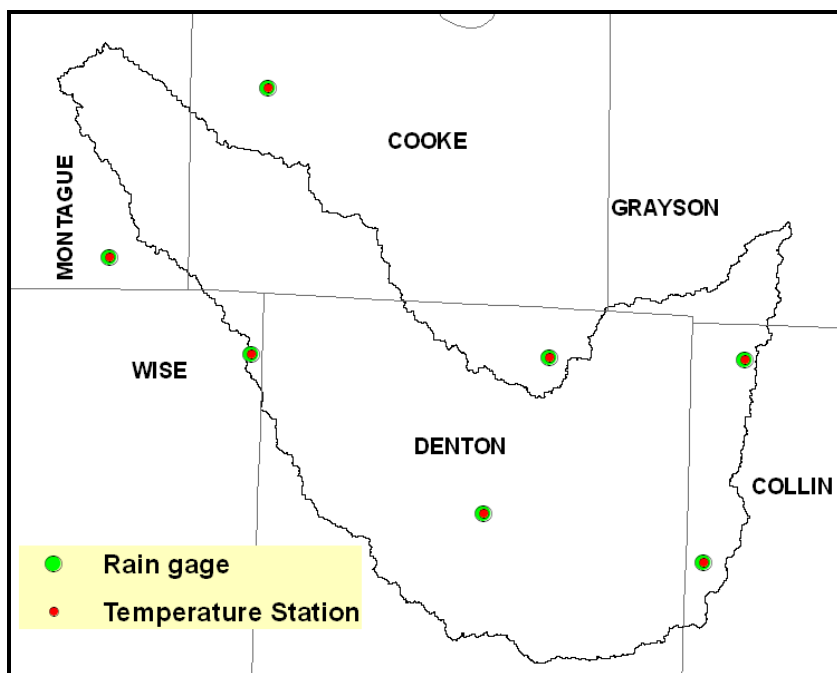 COOKE
MONTAGUE
GRAYSON
WISE
DENTON
COLLIN
Rain gage
Temperature Station